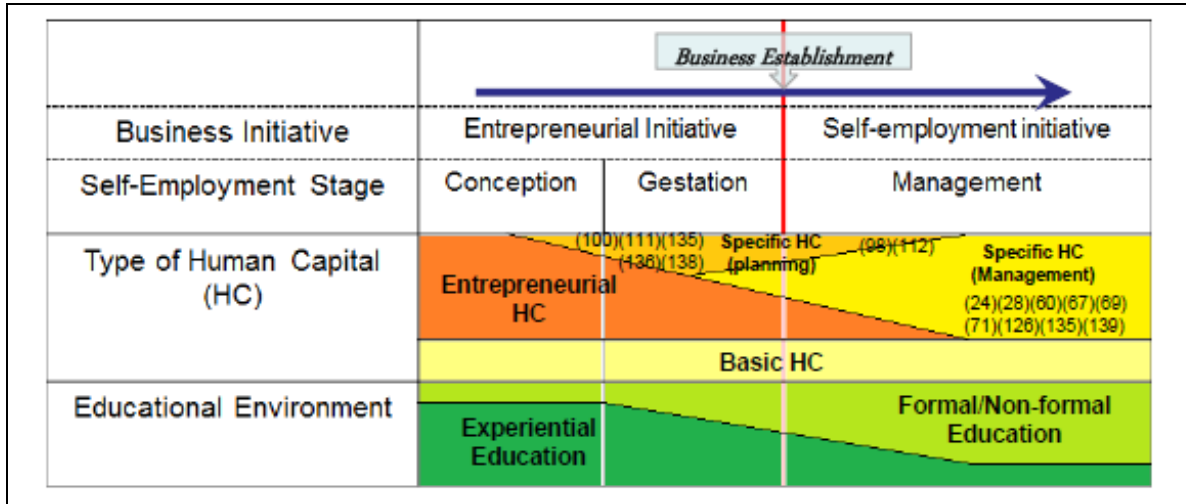 Business Establishment
Business Initiative
Entrepreneurial Initiative
Self-employment initiative
Self-Employment Stage
Conception
Gestation
Management
Type of Human Capital
(HC)
Entrepreneurial
HC
(100)(111)(135)
(136)(138)
Specific HC
(planning)
(98)(112)
Specific HC
(Management)
(24)(28)(60)(67)(69)
(71)(126)(135)(139)
Basic HC
Educational Environment
Experiential
Education
Formal/Non-formal
Education